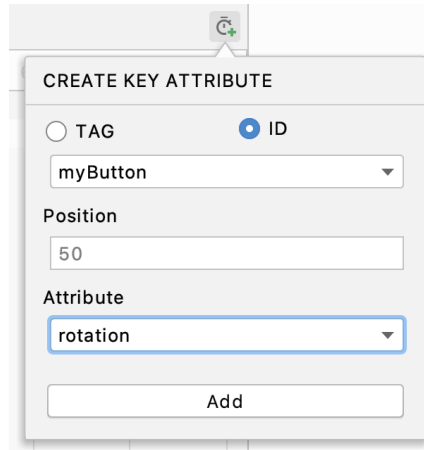 CREATE KEY ATTRIBUTE
TAG ID
myButton
Position
50
Attribute
rotation
Add